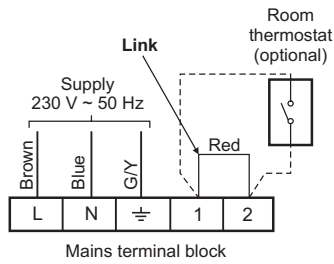 Room
thermostat
(optional)
Link
Supply
230 V ~ 50 Hz
Red
Brown
Blue
G/Y
L N 1 2
Mains terminal block